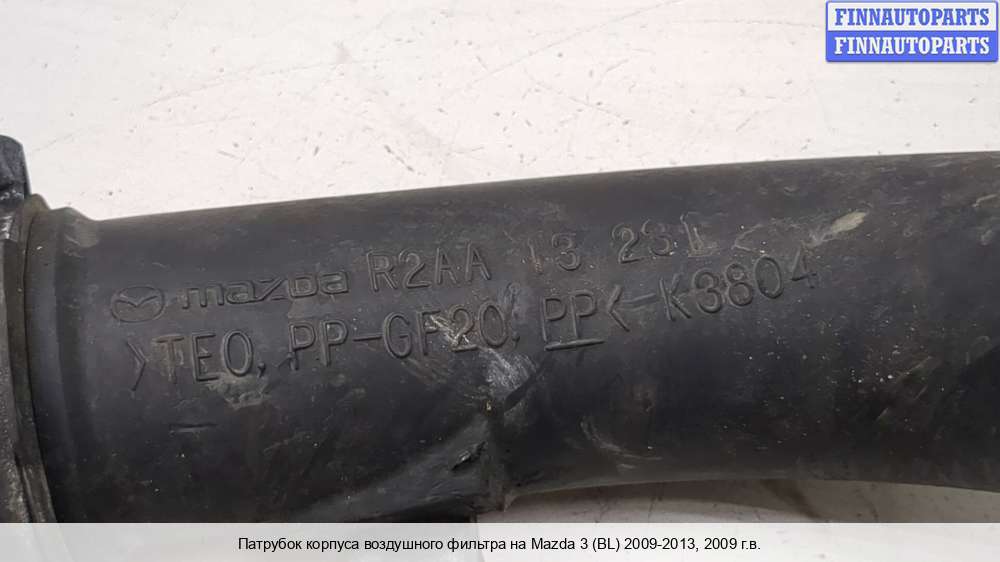 FINNAUTOPARTS
FINNAUTOPARTS
mazda R2AA 13 231
>TEO, PP-GF20, PP<-K3804
Патрубок корпуса воздушного фильтра на Mazda 3 (BL) 2009-2013, 2009 г.в.